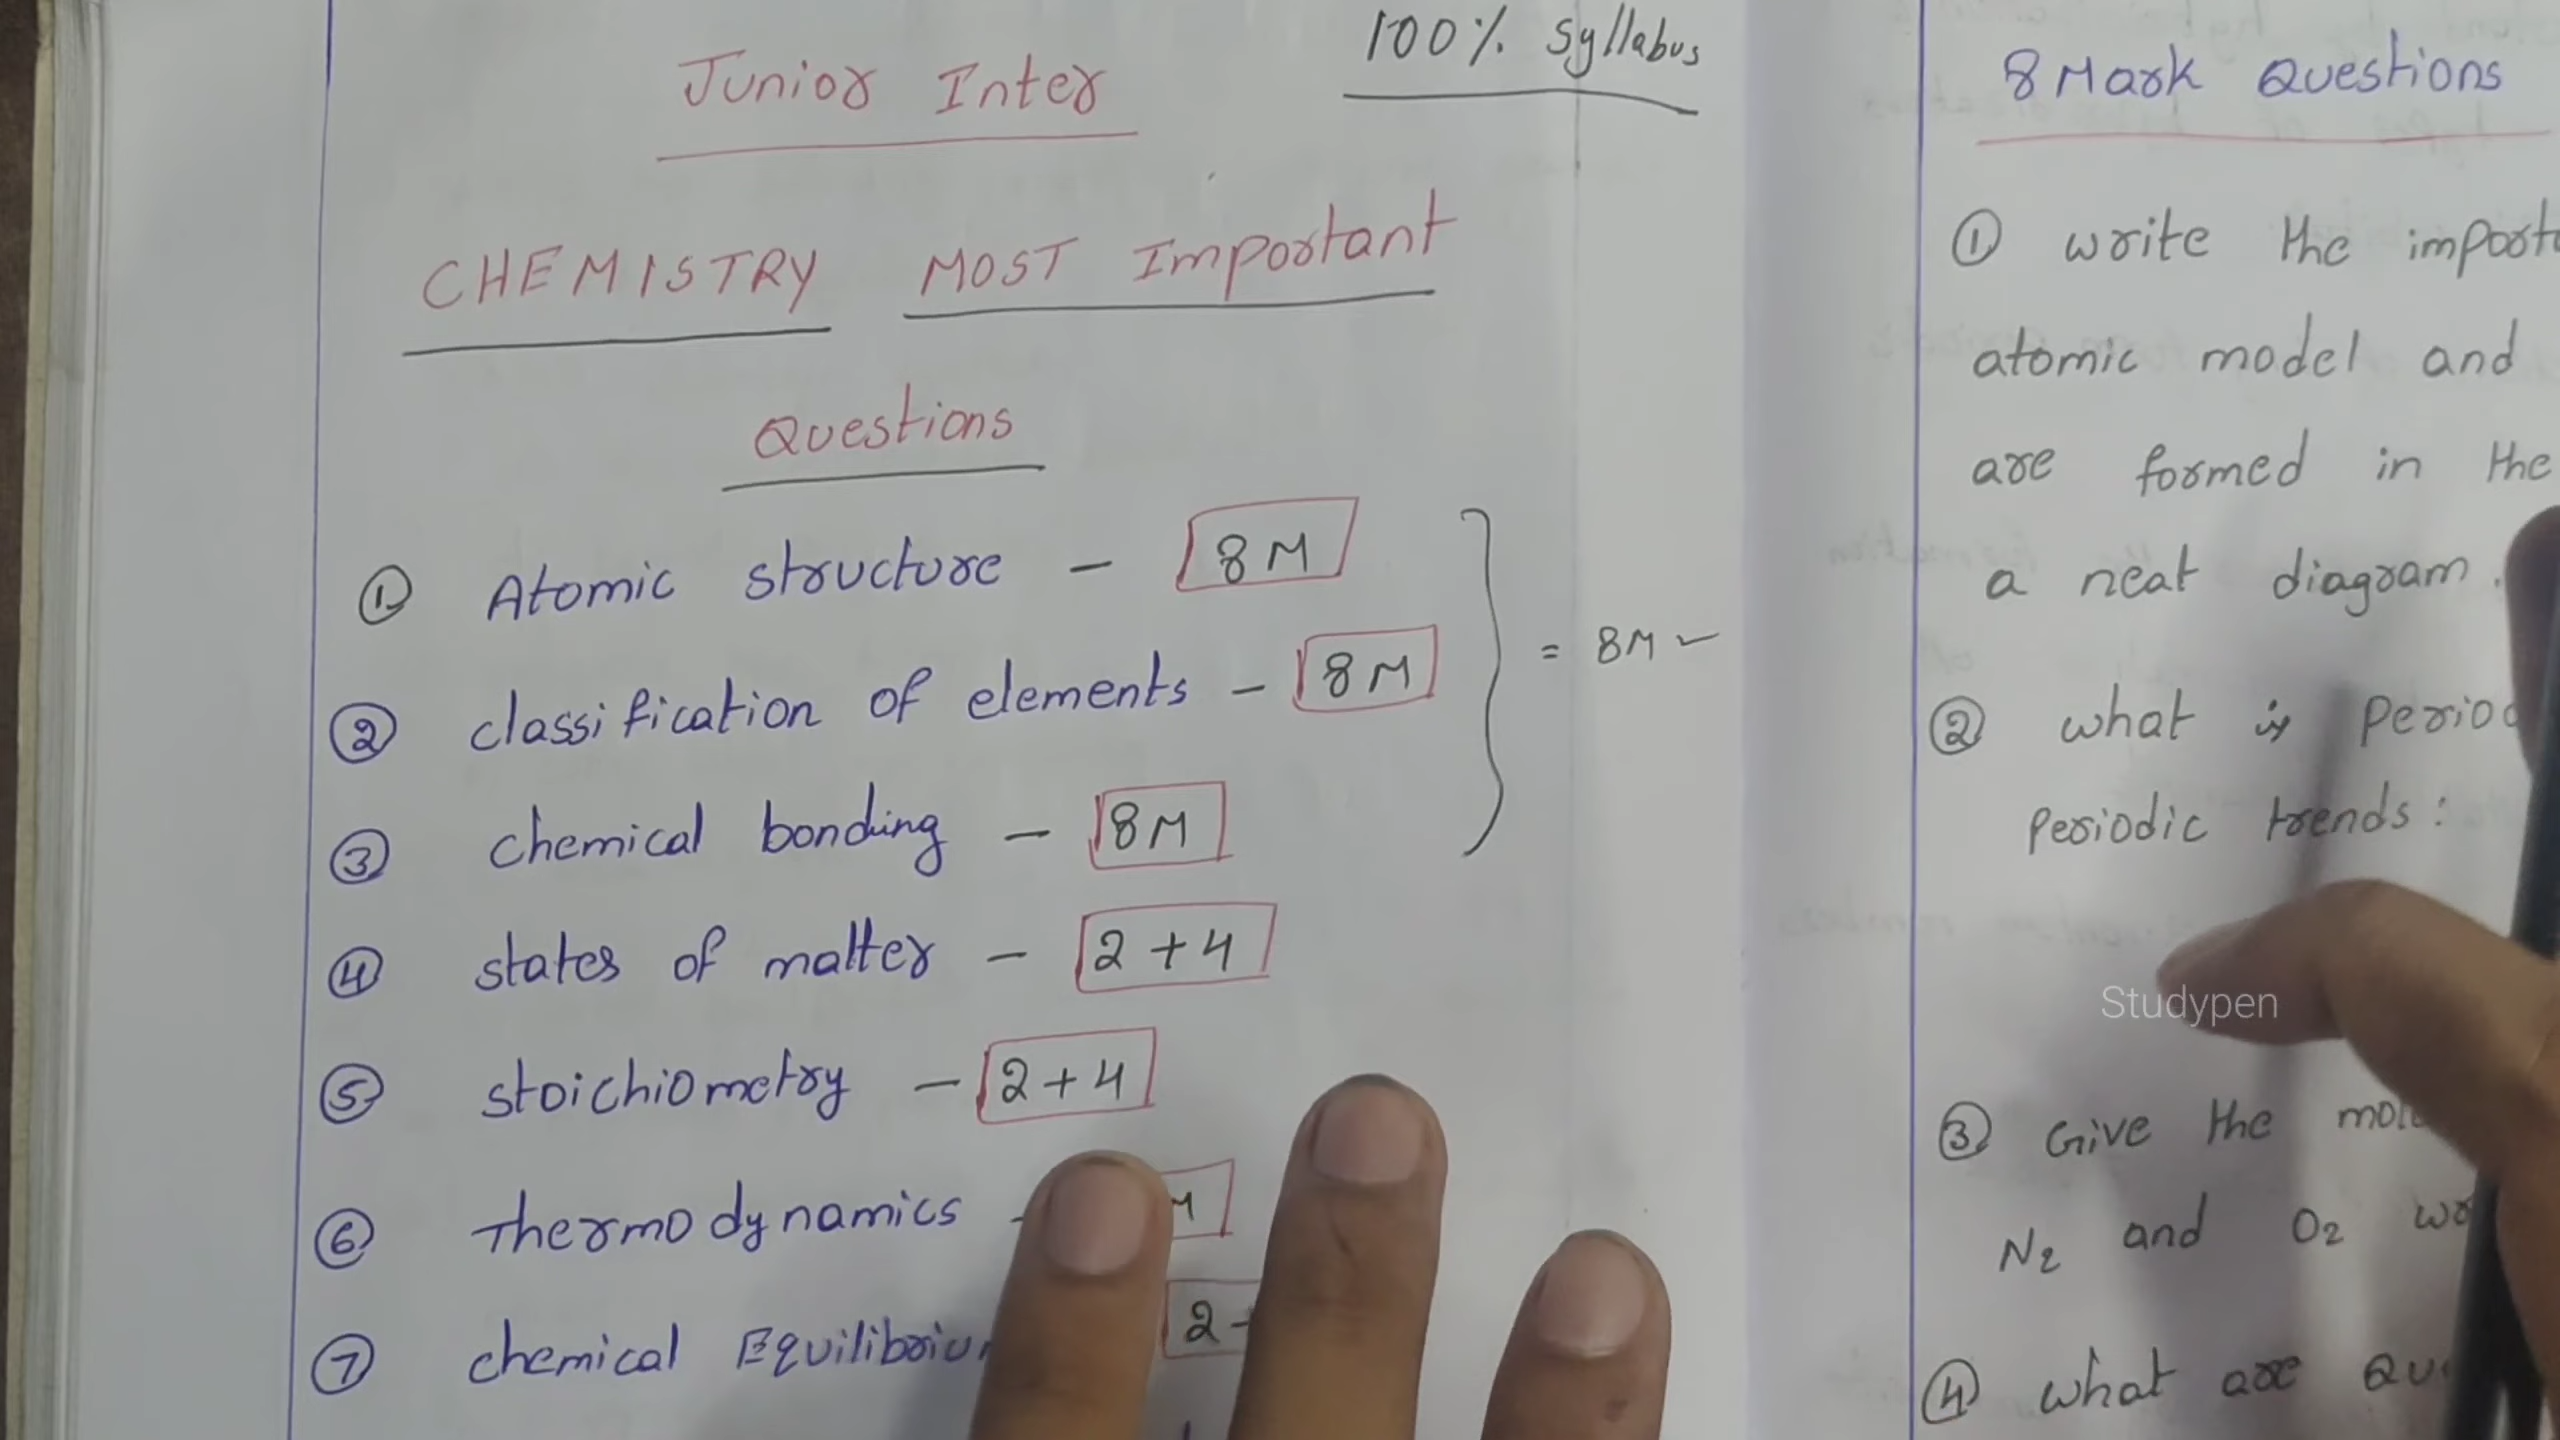 100% Syllabus
Junior Inter
CHEMISTRY MOST Important
Questions
① Atomic structure - 8M
② classification of elements - 8M
= 8M
③ chemical bonding - 8M
④ states of matter - 2 + 4
⑤ stoichiometry - 2 + 4
⑥ Thermodynamics -
⑦ chemical 2
8 Mark Questions
① write the
atomic model and
are formed in the
a neat diagram.
② what is
Periodic trends:
③ Give the
N2 and O2
④ what are
Studypen